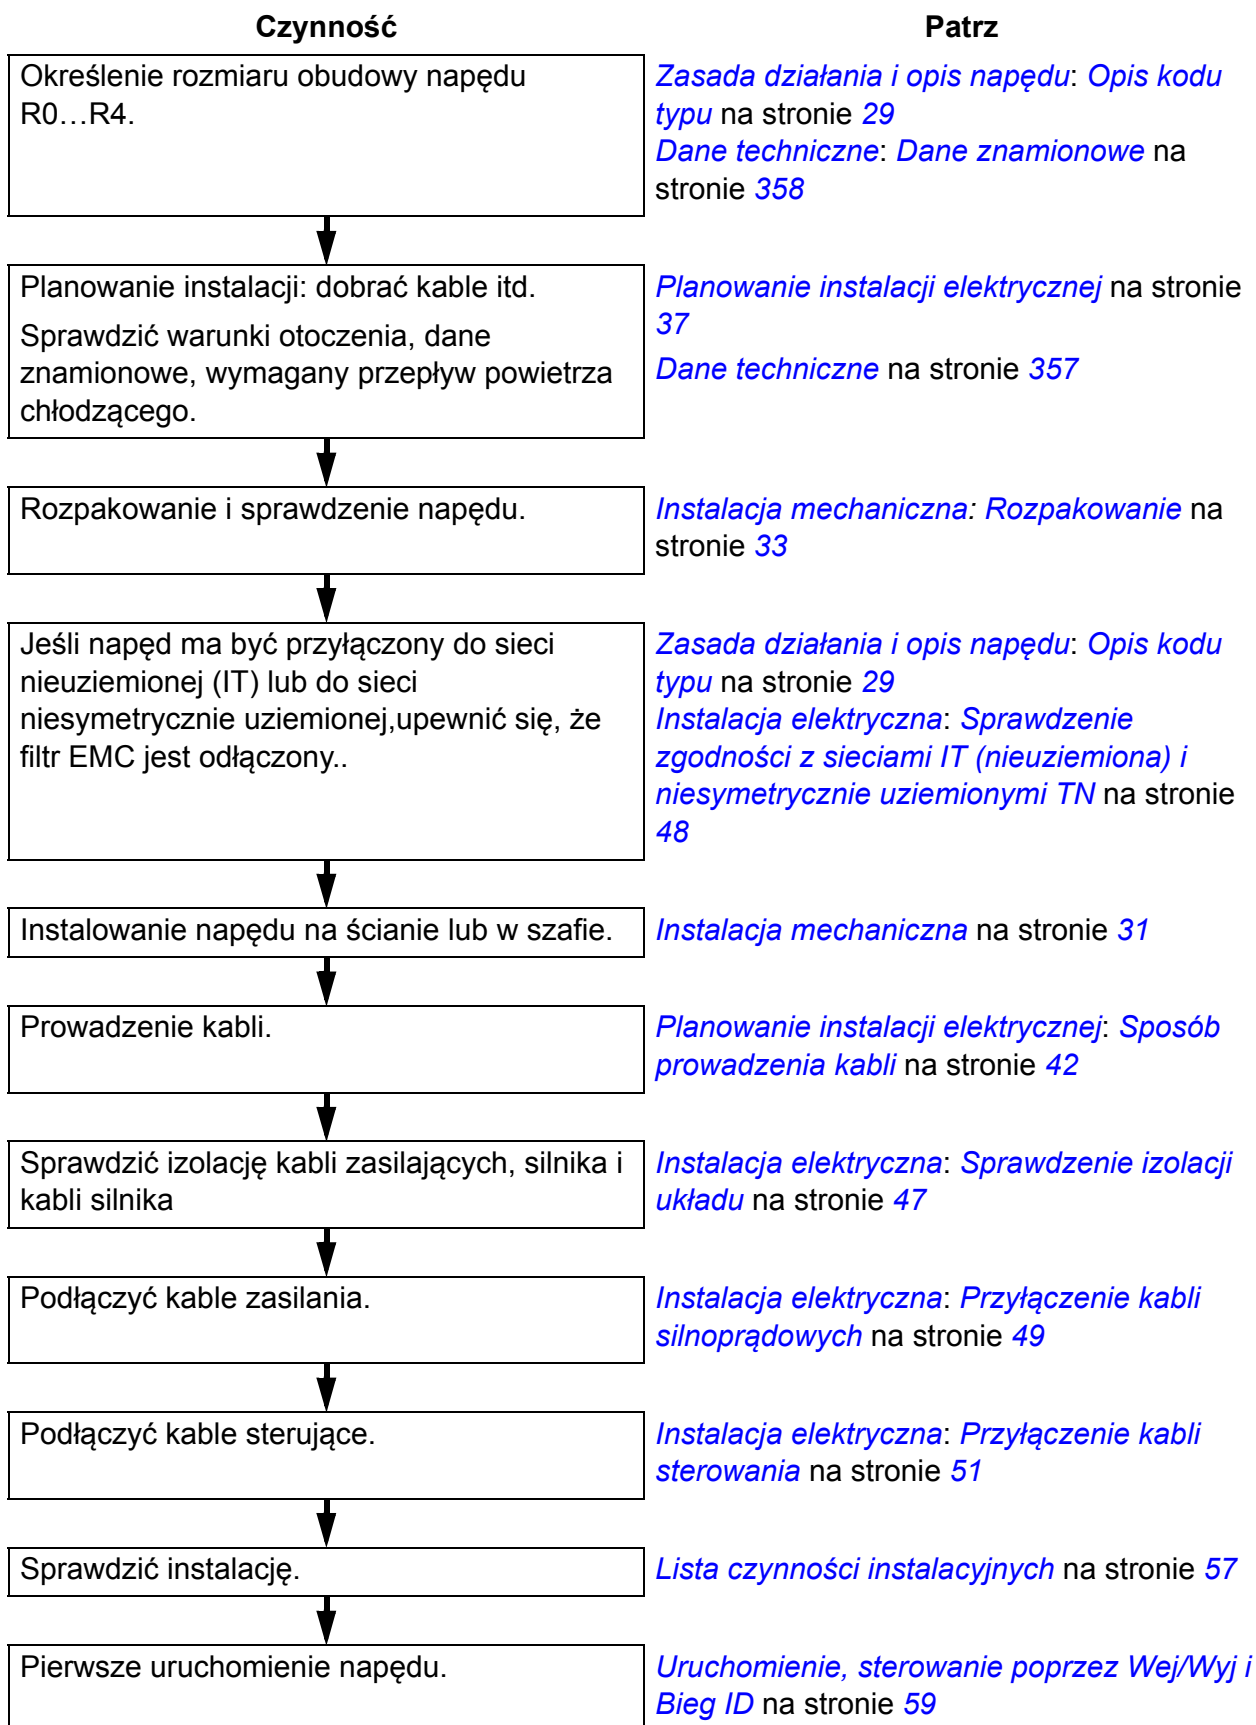 Czynność
Patrz
Określenie rozmiaru obudowy napędu
R0…R4.
Zasada działania i opis napędu: Opis kodu
typu na stronie 29
Dane techniczne: Dane znamionowe na
stronie 358
Planowanie instalacji: dobrać kable itd.
Sprawdzić warunki otoczenia, dane
znamionowe, wymagany przepływ powietrza
chłodzącego.
Planowanie instalacji elektrycznej na stronie
37
Dane techniczne na stronie 357
Rozpakowanie i sprawdzenie napędu.
Instalacja mechaniczna: Rozpakowanie na
stronie 33
Jeśli napęd ma być przyłączony do sieci
nieuziemionej (IT) lub do sieci
niesymetrycznie uziemionej,upewnić się, że
filtr EMC jest odłączony..
Zasada działania i opis napędu: Opis kodu
typu na stronie 29
Instalacja elektryczna: Sprawdzenie
zgodności z sieciami IT (nieuziemiona) i
niesymetrycznie uziemionymi TN na stronie
48
Instalowanie napędu na ścianie lub w szafie.
Instalacja mechaniczna na stronie 31
Prowadzenie kabli.
Planowanie instalacji elektrycznej: Sposób
prowadzenia kabli na stronie 42
Sprawdzić izolację kabli zasilających, silnika i
kabli silnika
Instalacja elektryczna: Sprawdzenie izolacji
układu na stronie 47
Podłączyć kable zasilania.
Instalacja elektryczna: Przyłączenie kabli
silnoprądowych na stronie 49
Podłączyć kable sterujące.
Instalacja elektryczna: Przyłączenie kabli
sterowania na stronie 51
Sprawdzić instalację.
Lista czynności instalacyjnych na stronie 57
Pierwsze uruchomienie napędu.
Uruchomienie, sterowanie poprzez Wej/Wyj i
Bieg ID na stronie 59